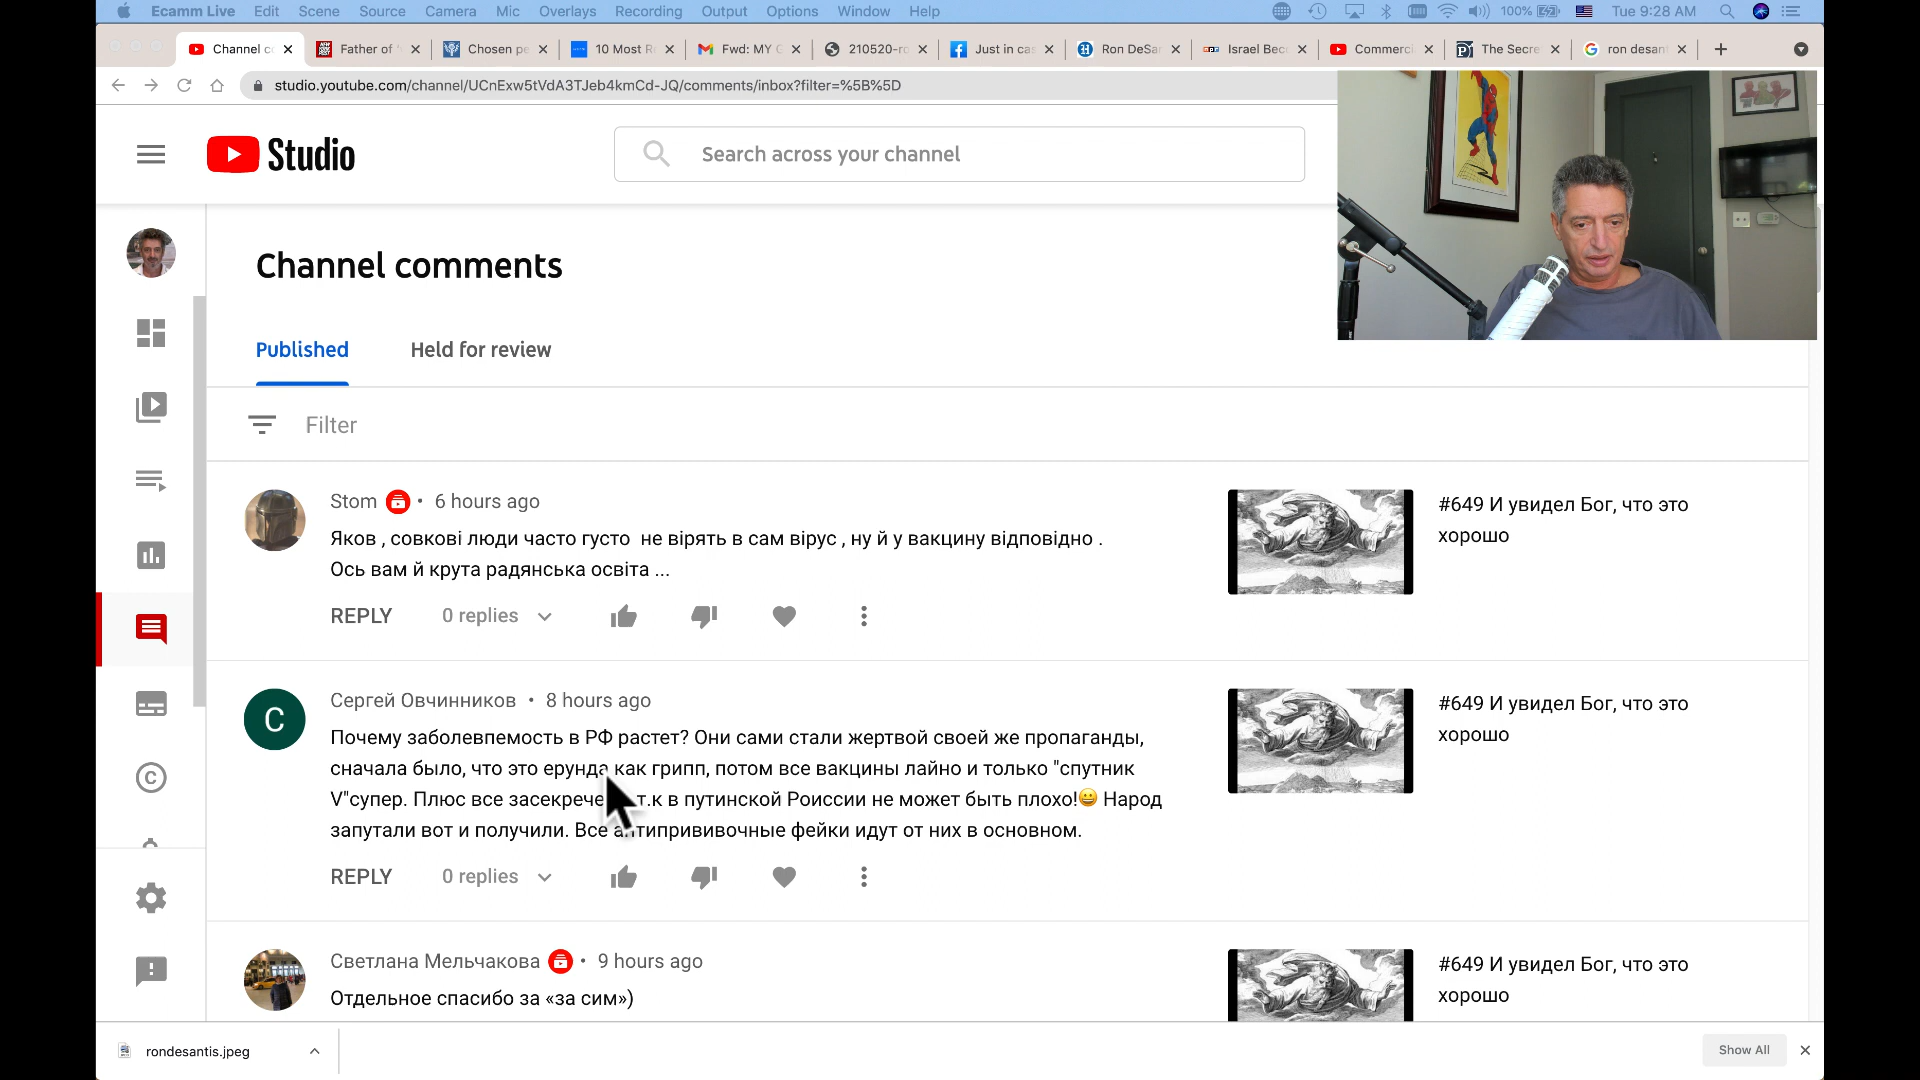 Ecamm Live Edit Scene Source Camera Mic Overlays Recording Output Options Window Help 100% Tue 9:28 AM
Channel c Father of Chosen pe 10 Most R Fwd: MY 210520-ro Just in ca Ron DeSa Israel Bec Commerc The Secre ron desant
studio.youtube.com/channel/UCnExw5tVdA3TJeb4kmCd-JQ/comments/inbox?filter=%5B%5D
Studio
Search across your channel
Channel comments
Published Held for review
Filter
Stom • 6 hours ago
Яков , совкові люди часто густо не вірять в сам вірус , ну й у вакцину відповідно .
Ось вам й крута радянська освіта ...
REPLY 0 replies
#649 И увидел Бог, что это
хорошо
С
Сергей Овчинников • 8 hours ago
Почему заболевпемость в РФ растет? Они сами стали жертвой своей же пропаганды,
сначала было, что это ерунда как грипп, потом все вакцины лайно и только "спутник
V"супер. Плюс все засекрече т.к в путинской Роиссии не может быть плохо!😀 Народ
запутали вот и получили. Все антипрививочные фейки идут от них в основном.
REPLY 0 replies
#649 И увидел Бог, что это
хорошо
Светлана Мельчакова • 9 hours ago
Отдельное спасибо за «за сим»)
#649 И увидел Бог, что это
хорошо
rondesantis.jpeg
Show All